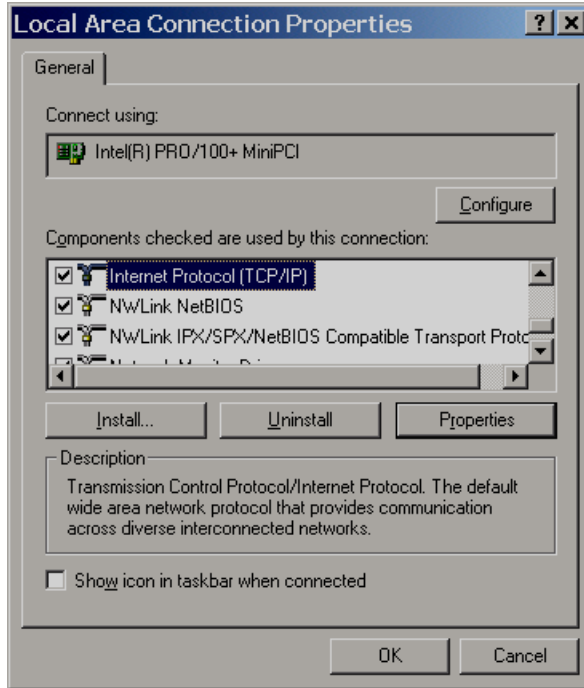 Local Area Connection Properties
General
Connect using:
Intel(R) PRO/100+ MiniPCI
Configure
Components checked are used by this connection:
Internet Protocol (TCP/IP)
NWLink NetBIOS
NWLink IPX/SPX/NetBIOS Compatible Transport Proto
Install...
Uninstall
Properties
Description
Transmission Control Protocol/Internet Protocol. The default
wide area network protocol that provides communication
across diverse interconnected networks.
Show icon in taskbar when connected
OK
Cancel